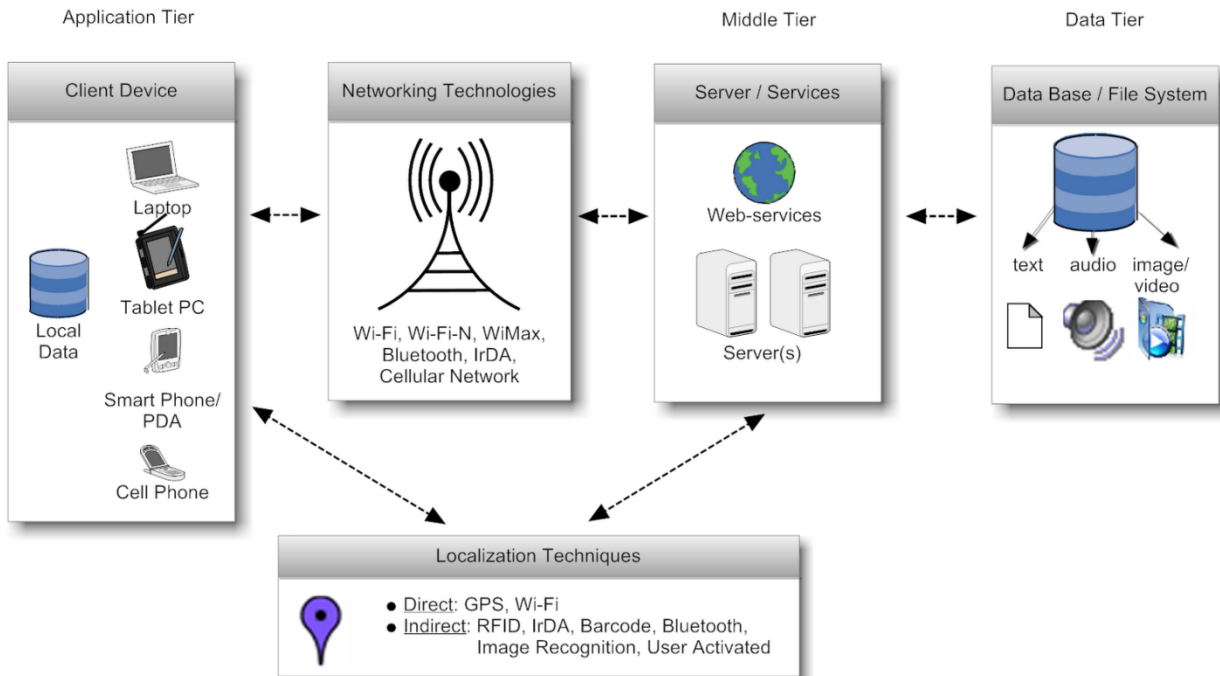 Application Tier
Middle Tier
Data Tier
Client Device
Laptop
Tablet PC
Local
Data
Smart Phone/
PDA
Cell Phone
Networking Technologies
Wi-Fi, Wi-Fi-N, WiMax,
Bluetooth, IrDA,
Cellular Network
Server / Services
Web-services
Server(s)
Data Base / File System
text
audio
image/
video
Localization Techniques
● Direct: GPS, Wi-Fi
● Indirect: RFID, IrDA, Barcode, Bluetooth,
Image Recognition, User Activated